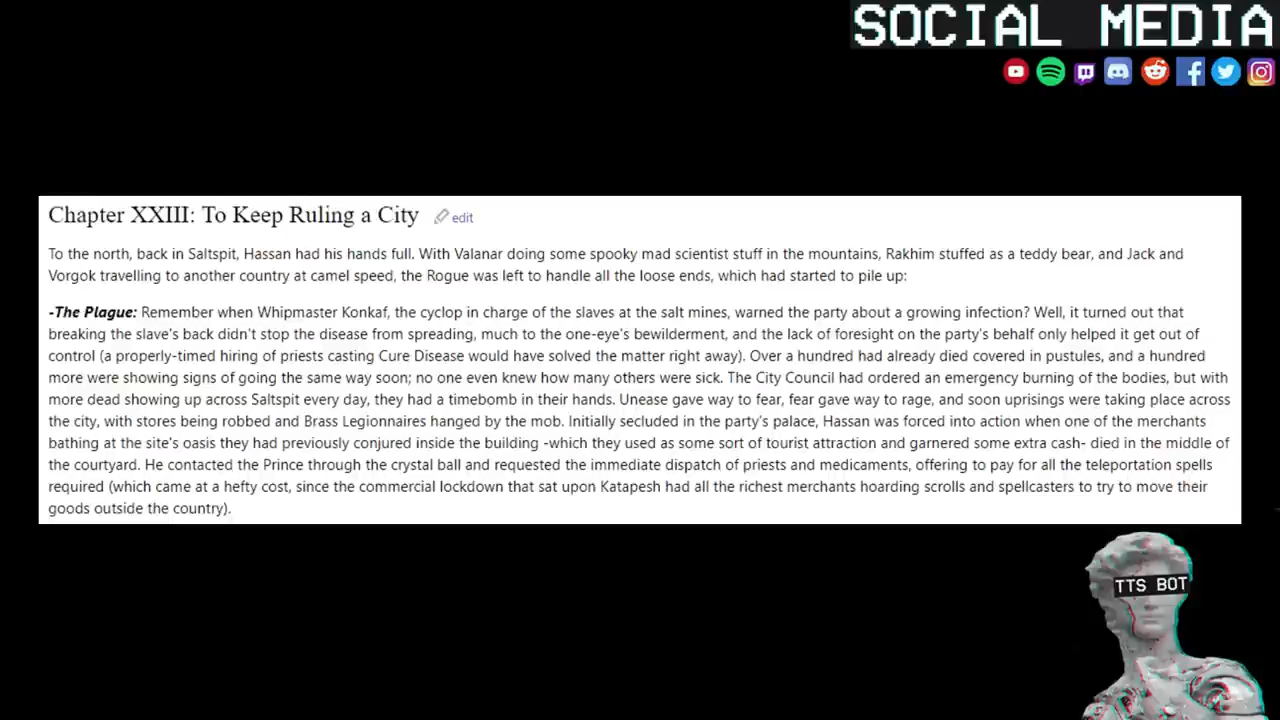 SOCIAL MEDIA
Chapter XXIII: To Keep Ruling a City edit
To the north, back in Saltspit, Hassan had his hands full. With Valanar doing some spooky mad scientist stuff in the mountains, Rakhim stuffed as a teddy bear, and Jack and
Vorgok travelling to another country at camel speed, the Rogue was left to handle all the loose ends, which had started to pile up:
-The Plague: Remember when Whipmaster Konkaf, the cyclop in charge of the slaves at the salt mines, warned the party about a growing infection? Well, it turned out that
breaking the slave's back didn't stop the disease from spreading, much to the one-eye's bewilderment, and the lack of foresight on the party's behalf only helped it get out of
control (a properly-timed hiring of priests casting Cure Disease would have solved the matter right away). Over a hundred had already died covered in pustules, and a hundred
more were showing signs of going the same way soon; no one even knew how many others were sick. The City Council had ordered an emergency burning of the bodies, but with
more dead showing up across Saltspit every day, they had a timebomb in their hands. Unease gave way to fear, fear gave way to rage, and soon uprisings were taking place across
the city, with stores being robbed and Brass Legionnaires hanged by the mob. Initially secluded in the party's palace, Hassan was forced into action when one of the merchants
bathing at the site's oasis they had previously conjured inside the building -which they used as some sort of tourist attraction and garnered some extra cash- died in the middle of
the courtyard. He contacted the Prince through the crystal ball and requested the immediate dispatch of priests and medicaments, offering to pay for all the teleportation spells
required (which came at a hefty cost, since the commercial lockdown that sat upon Katapesh had all the richest merchants hoarding scrolls and spellcasters to try to move their
goods outside the country).
TTS BOT